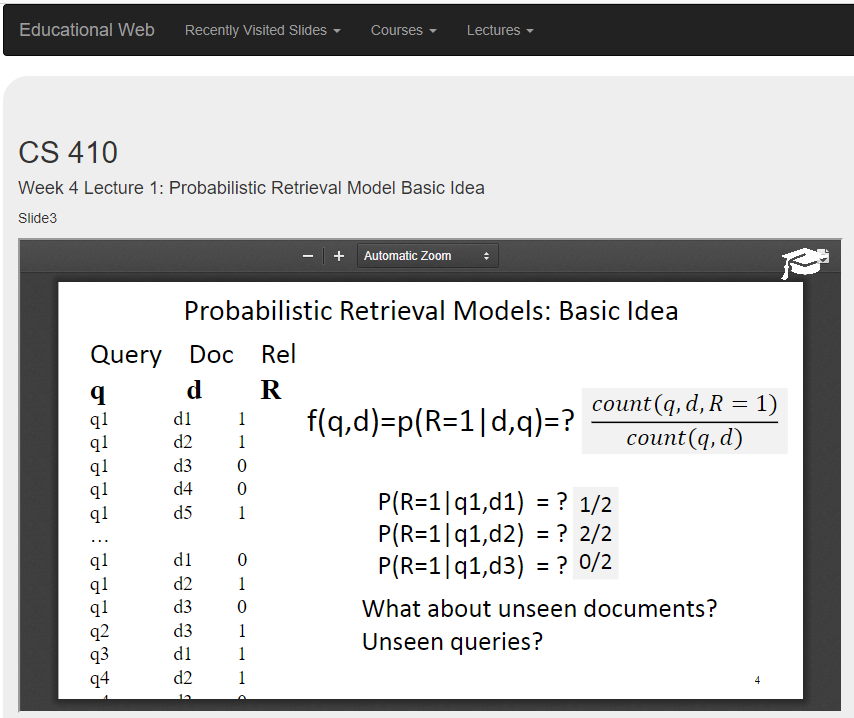 Educational Web Recently Visited Slides Courses Lectures
CS 410
Week 4 Lecture 1: Probabilistic Retrieval Model Basic Idea
Slide3
− + Automatic Zoom
Probabilistic Retrieval Models: Basic Idea
Query Doc Rel
q d R
q1 d1 1
q1 d2 1
q1 d3 0
q1 d4 0
q1 d5 1
...
q1 d1 0
q1 d2 1
q1 d3 0
q2 d3 1
q3 d1 1
q4 d2 1
f(q,d)=p(R=1|d,q)=? count(q, d, R = 1)
count(q, d)
P(R=1|q1,d1) = ? 1/2
P(R=1|q1,d2) = ? 2/2
P(R=1|q1,d3) = ? 0/2
What about unseen documents?
Unseen queries?
4